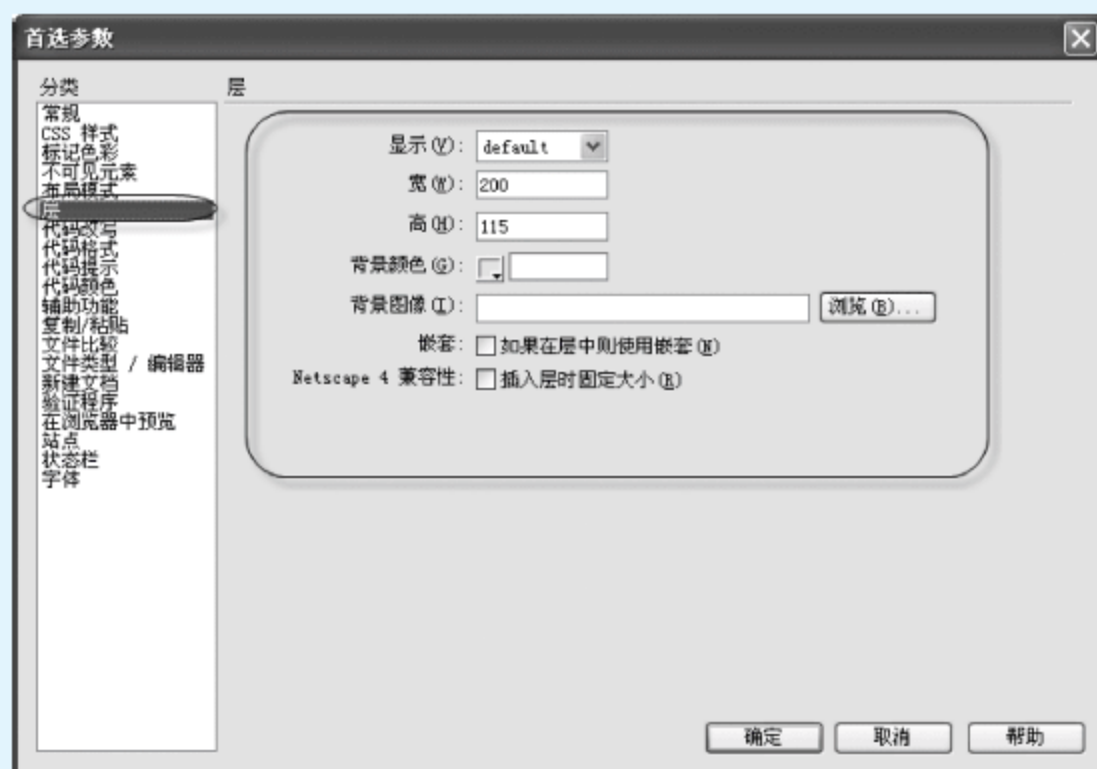 首选参数
分类
常规
CSS 样式
标记色彩
不可见元素
布局模式
层
代码改写
代码格式
代码提示
代码颜色
辅助功能
复制/粘贴
文件比较
文件类型 / 编辑器
新建文档
验证程序
在浏览器中预览
站点
状态栏
字体
层
显示(V): default
宽(W): 200
高(H): 115
背景颜色(G):
背景图像(I): 浏览(B)...
嵌套: 如果在层中则使用嵌套(N)
Netscape 4 兼容性: 插入层时固定大小(R)
确定 取消 帮助